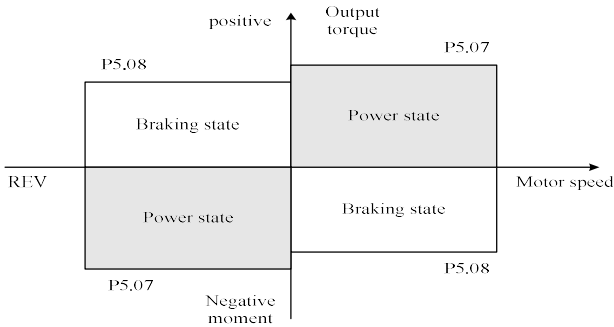 positive
Output
torque
P5.08
P5.07
Braking state
Power state
REV
Motor speed
Power state
Braking state
P5.07
P5.08
Negative
moment